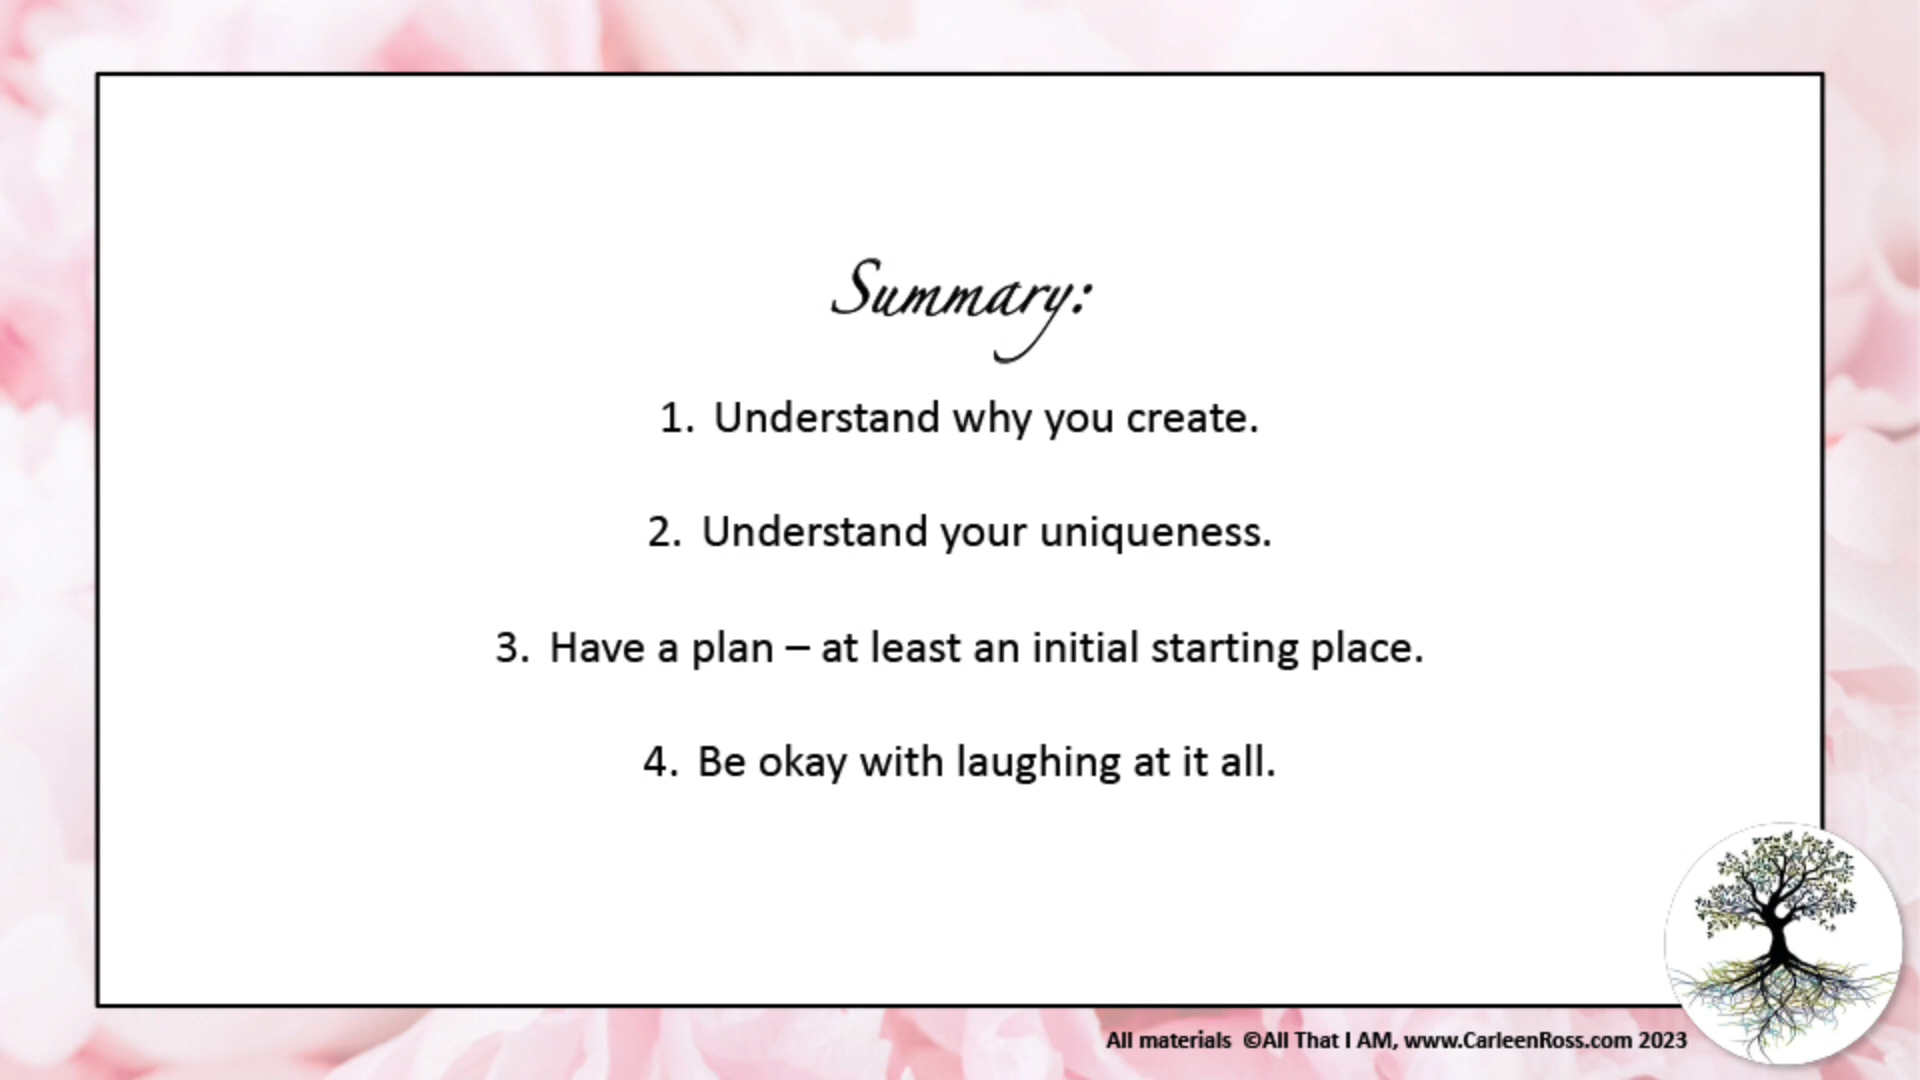 Summary:
1. Understand why you create.
2. Understand your uniqueness.
3. Have a plan – at least an initial starting place.
4. Be okay with laughing at it all.
All materials ©All That I AM, www.CarleenRoss.com 2023